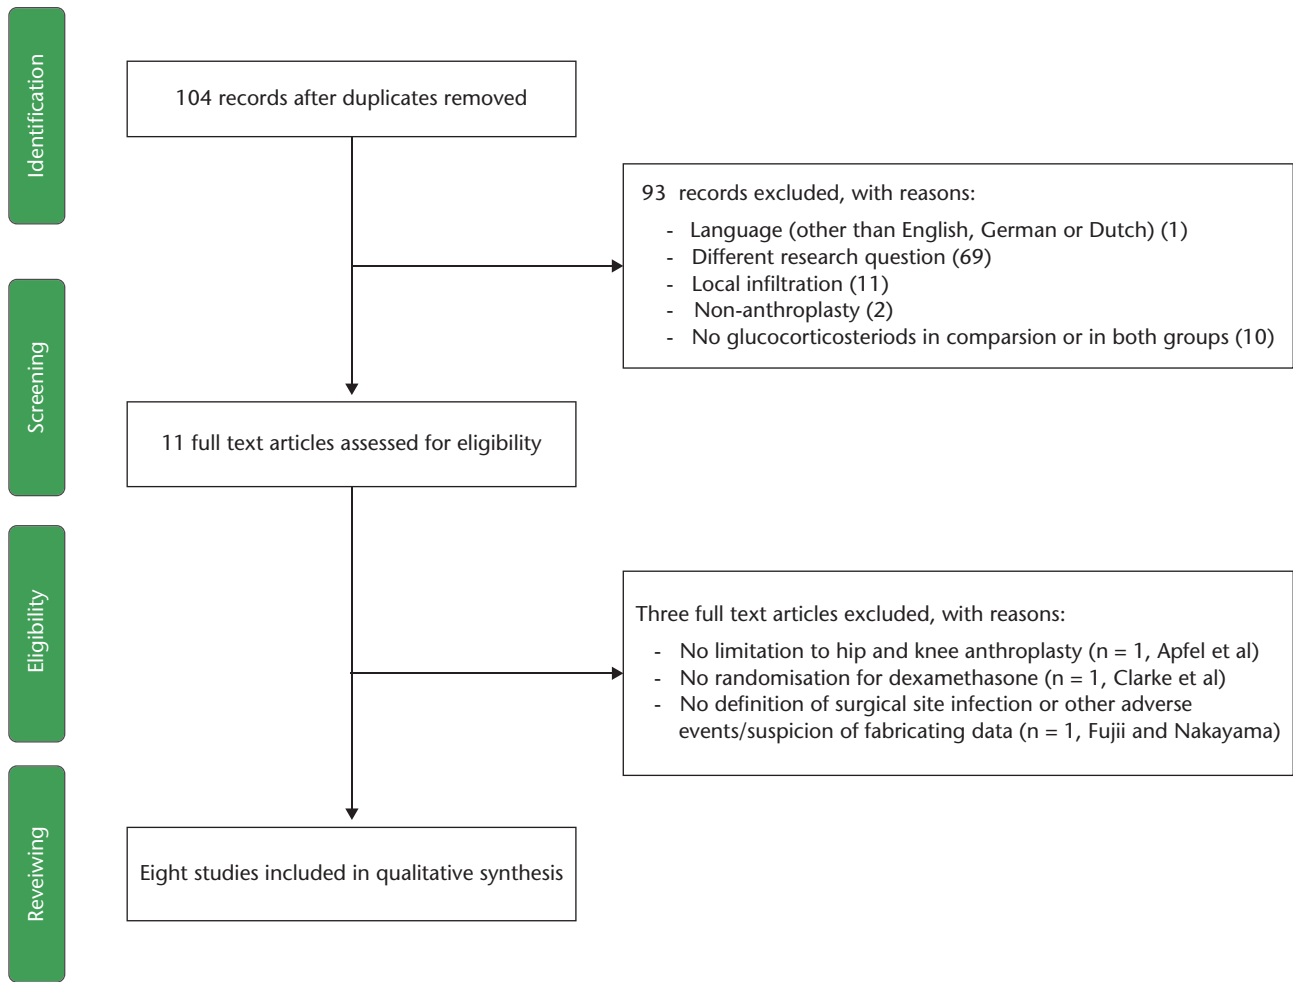 Identification
104 records after duplicates removed
93 records excluded, with reasons:
- Language (other than English, German or Dutch) (1)
- Different research question (69)
- Local infiltration (11)
- Non-anthroplasty (2)
- No glucocorticosteriods in comparsion or in both groups (10)
Screening
11 full text articles assessed for eligibility
Eligibility
Three full text articles excluded, with reasons:
- No limitation to hip and knee anthroplasty (n = 1, Apfel et al)
- No randomisation for dexamethasone (n = 1, Clarke et al)
- No definition of surgical site infection or other adverse
events/suspicion of fabricating data (n = 1, Fujii and Nakayama)
Reveiwing
Eight studies included in qualitative synthesis